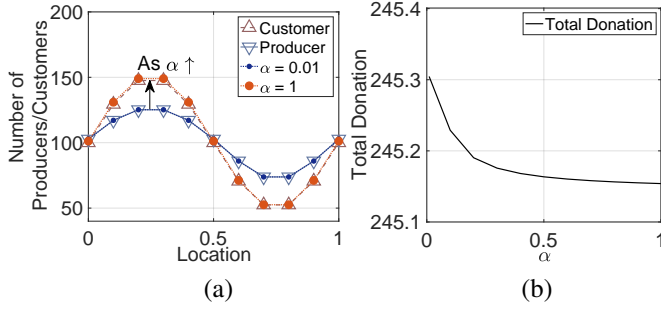 200
150
100
50
Number of
Producers/Customers
As α ↑
Customer
Producer
α = 0.01
α = 1
0
0.5
1
Location
(a)
245.4
245.3
245.2
245.1
Total Donation
Total Donation
0
0.5
1
α
(b)